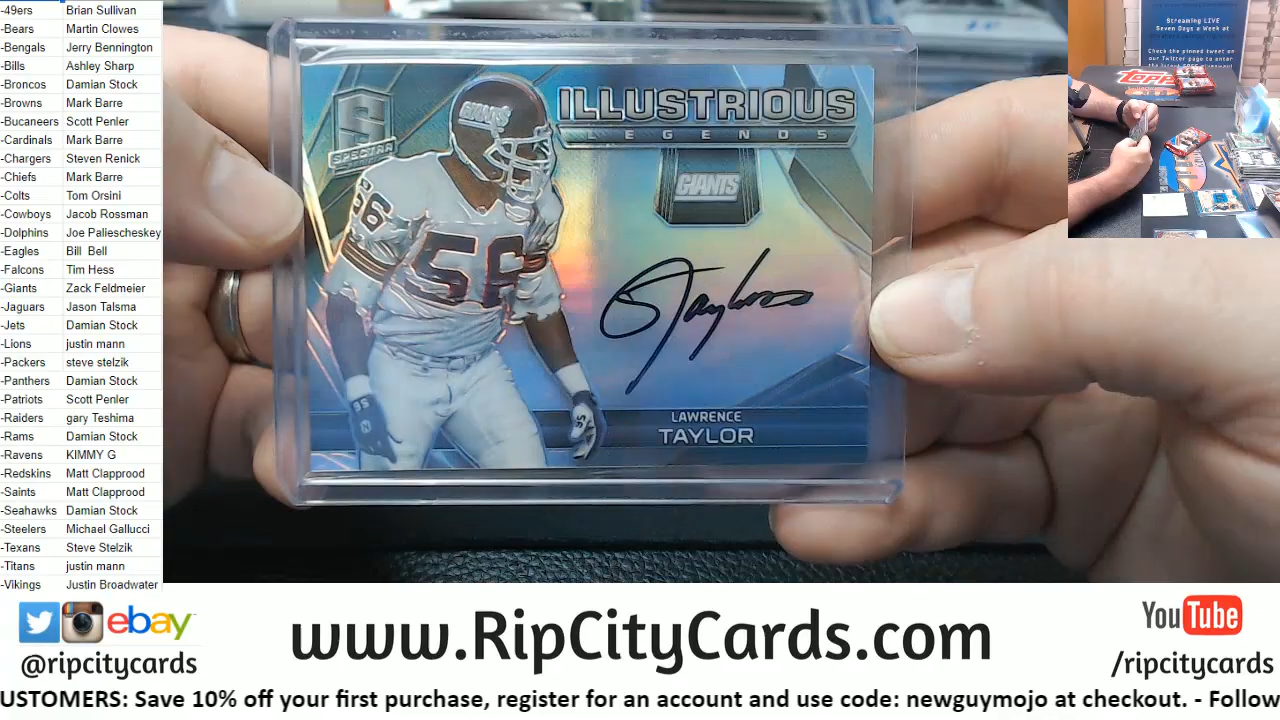 -49ers Brian Sullivan
-Bears Martin Clowes
-Bengals Jerry Bennington
-Bills Ashley Sharp
-Broncos Damian Stock
-Browns Mark Barre
-Bucaneers Scott Penler
-Cardinals Mark Barre
-Chargers Steven Renick
-Chiefs Mark Barre
-Colts Tom Orsini
-Cowboys Jacob Rossman
-Dolphins Joe Paliescheskey
-Eagles Bill Bell
-Falcons Tim Hess
-Giants Zack Feldmeier
-Jaguars Jason Talsma
-Jets Damian Stock
-Lions justin mann
-Packers steve stelzik
-Panthers Damian Stock
-Patriots Scott Penler
-Raiders gary Teshima
-Rams Damian Stock
-Ravens KIMMY G
-Redskins Matt Clapprood
-Saints Matt Clapprood
-Seahawks Damian Stock
-Steelers Michael Gallucci
-Texans Steve Stelzik
-Titans justin mann
-Vikings Justin Broadwater
S
SPECTRA
GIANTS
56
56
ILLUSTRIOUS
LEGENDS
GIANTS
Taylor
LAWRENCE
TAYLOR
Streaming LIVE
Seven Days a Week at
Check the pinned tweet on
our Twitter page to enter
TOPPS
ebay
@ripcitycards
www.RipCityCards.com
YouTube
/ripcitycards
USTOMERS: Save 10% off your first purchase, register for an account and use code: newguymojo at checkout. - Follow